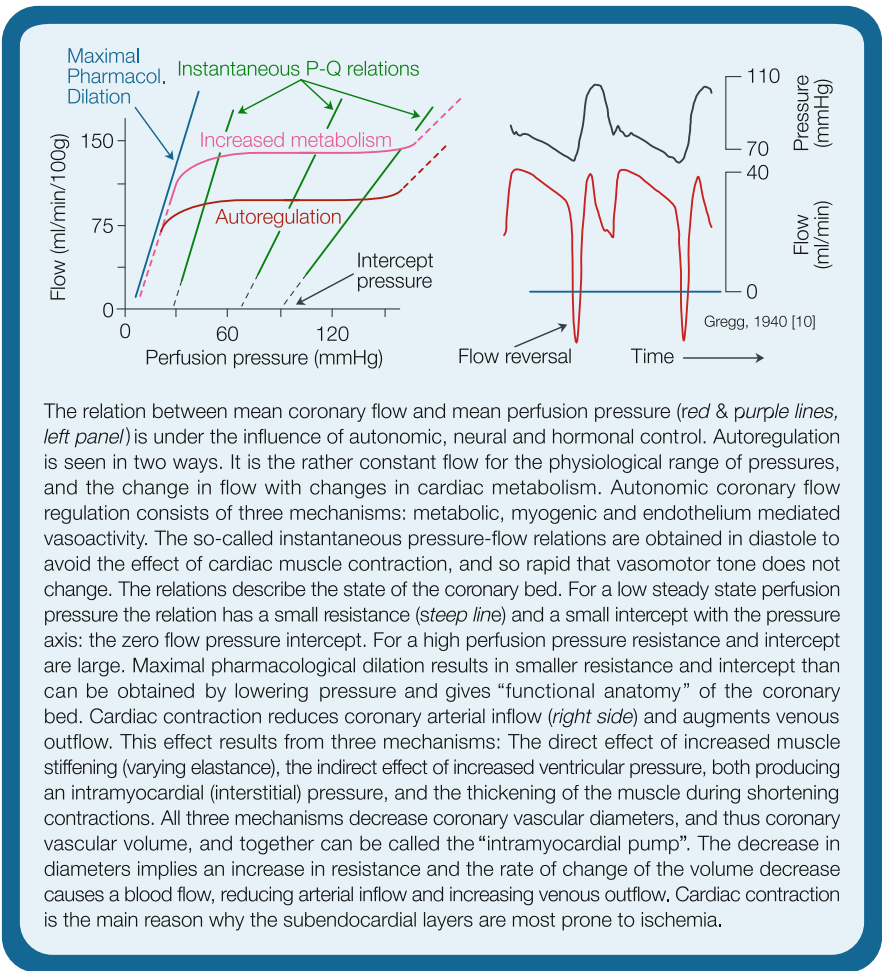 Maximal
Pharmacol.
Dilation
Instantaneous P-Q relations
150
Increased metabolism
75
Autoregulation
Intercept
pressure
0
0
60
120
Flow (ml/min/100g)
Perfusion pressure (mmHg)
110
70
Pressure
(mmHg)
40
0
Flow
(ml/min)
Gregg, 1940 [10]
Flow reversal
Time
The relation between mean coronary flow and mean perfusion pressure (red & purple lines,
left panel) is under the influence of autonomic, neural and hormonal control. Autoregulation
is seen in two ways. It is the rather constant flow for the physiological range of pressures,
and the change in flow with changes in cardiac metabolism. Autonomic coronary flow
regulation consists of three mechanisms: metabolic, myogenic and endothelium mediated
vasoactivity. The so-called instantaneous pressure-flow relations are obtained in diastole to
avoid the effect of cardiac muscle contraction, and so rapid that vasomotor tone does not
change. The relations describe the state of the coronary bed. For a low steady state perfusion
pressure the relation has a small resistance (steep line) and a small intercept with the pressure
axis: the zero flow pressure intercept. For a high perfusion pressure resistance and intercept
are large. Maximal pharmacological dilation results in smaller resistance and intercept than
can be obtained by lowering pressure and gives “functional anatomy” of the coronary
bed. Cardiac contraction reduces coronary arterial inflow (right side) and augments venous
outflow. This effect results from three mechanisms: The direct effect of increased muscle
stiffening (varying elastance), the indirect effect of increased ventricular pressure, both producing
an intramyocardial (interstitial) pressure, and the thickening of the muscle during shortening
contractions. All three mechanisms decrease coronary vascular diameters, and thus coronary
vascular volume, and together can be called the “intramyocardial pump”. The decrease in
diameters implies an increase in resistance and the rate of change of the volume decrease
causes a blood flow, reducing arterial inflow and increasing venous outflow. Cardiac contraction
is the main reason why the subendocardial layers are most prone to ischemia.